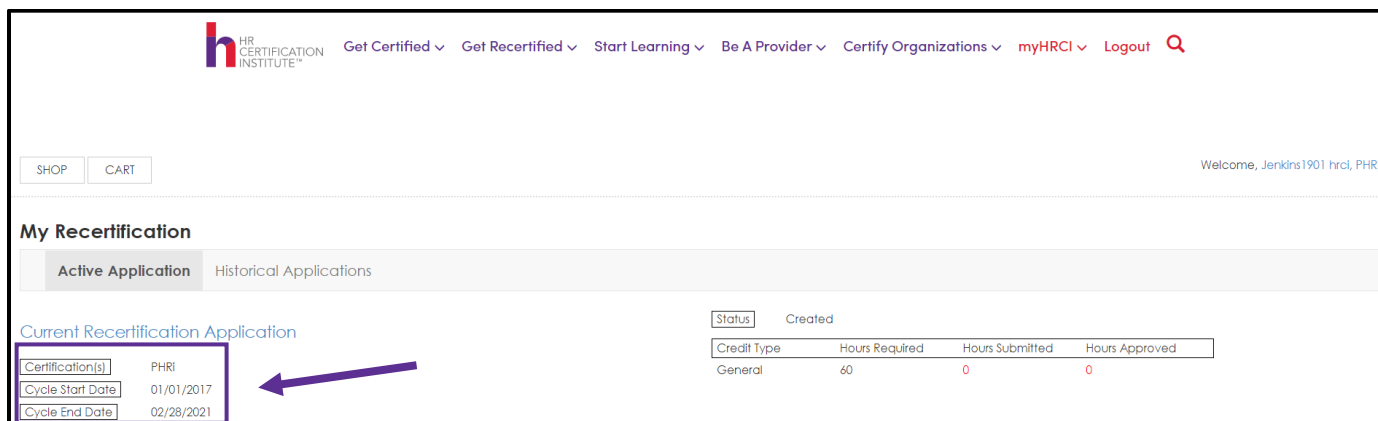 HR
CERTIFICATION
INSTITUTE™
Get Certified Get Recertified Start Learning Be A Provider Certify Organizations myHRCI Logout
SHOP CART
Welcome, Jenkins1901 hrci, PHR
My Recertification
Active Application Historical Applications
Current Recertification Application
Certification(s) PHRi
Cycle Start Date 01/01/2017
Cycle End Date 02/28/2021
Status Created
Credit Type Hours Required Hours Submitted Hours Approved
General 60 0 0